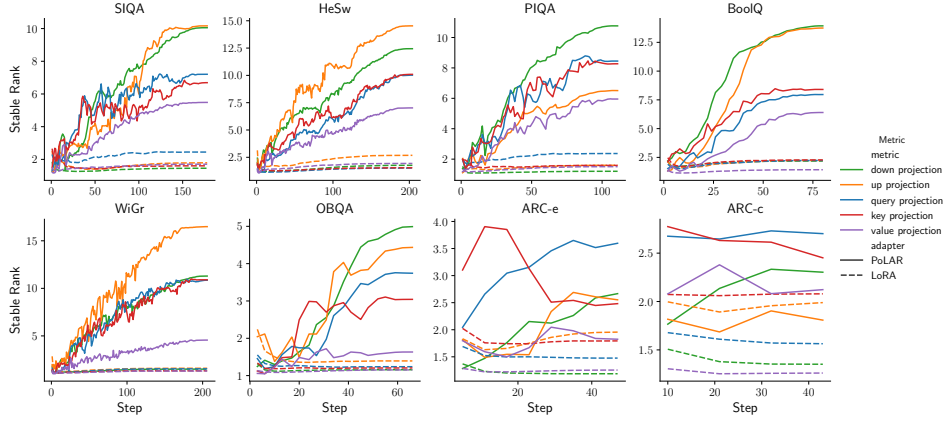 SIQA
HeSw
PIQA
BoolQ
Stable Rank
10
8
6
4
2
0
50
100
150
15.0
12.5
10.0
7.5
5.0
2.5
0
100
200
10
8
6
4
2
0
50
100
12.5
10.0
7.5
5.0
2.5
0
25
50
75
WiGr
OBQA
ARC-e
ARC-c
Stable Rank
15
10
5
0
100
200
Step
5
4
3
2
1
0
20
40
60
Step
4.0
3.5
3.0
2.5
2.0
1.5
20
40
Step
2.5
2.0
1.5
10
20
30
40
Step
Metric
metric
down projection
up projection
query projection
key projection
value projection
adapter
PoLAR
LoRA